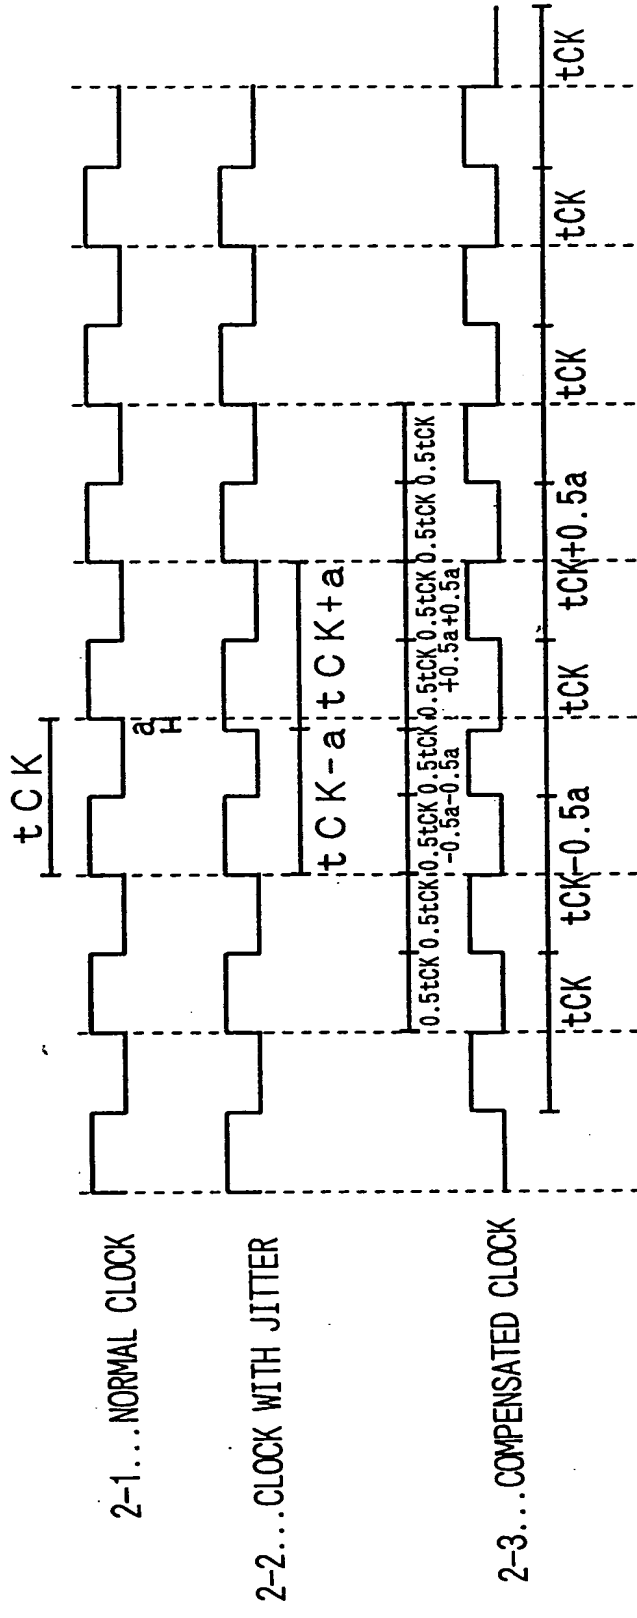 tCK
2-1...NORMAL CLOCK
a
2-2...CLOCK WITH JITTER
tCK-a tCK+a
0.5tCK 0.5tCK 0.5tCK 0.5tCK 0.5tCK 0.5tCK 0.5tCK 0.5tCK
-0.5a -0.5a +0.5a +0.5a
2-3...COMPENSATED CLOCK
tCK tCK-0.5a tCK tCK+0.5a tCK tCK tCK